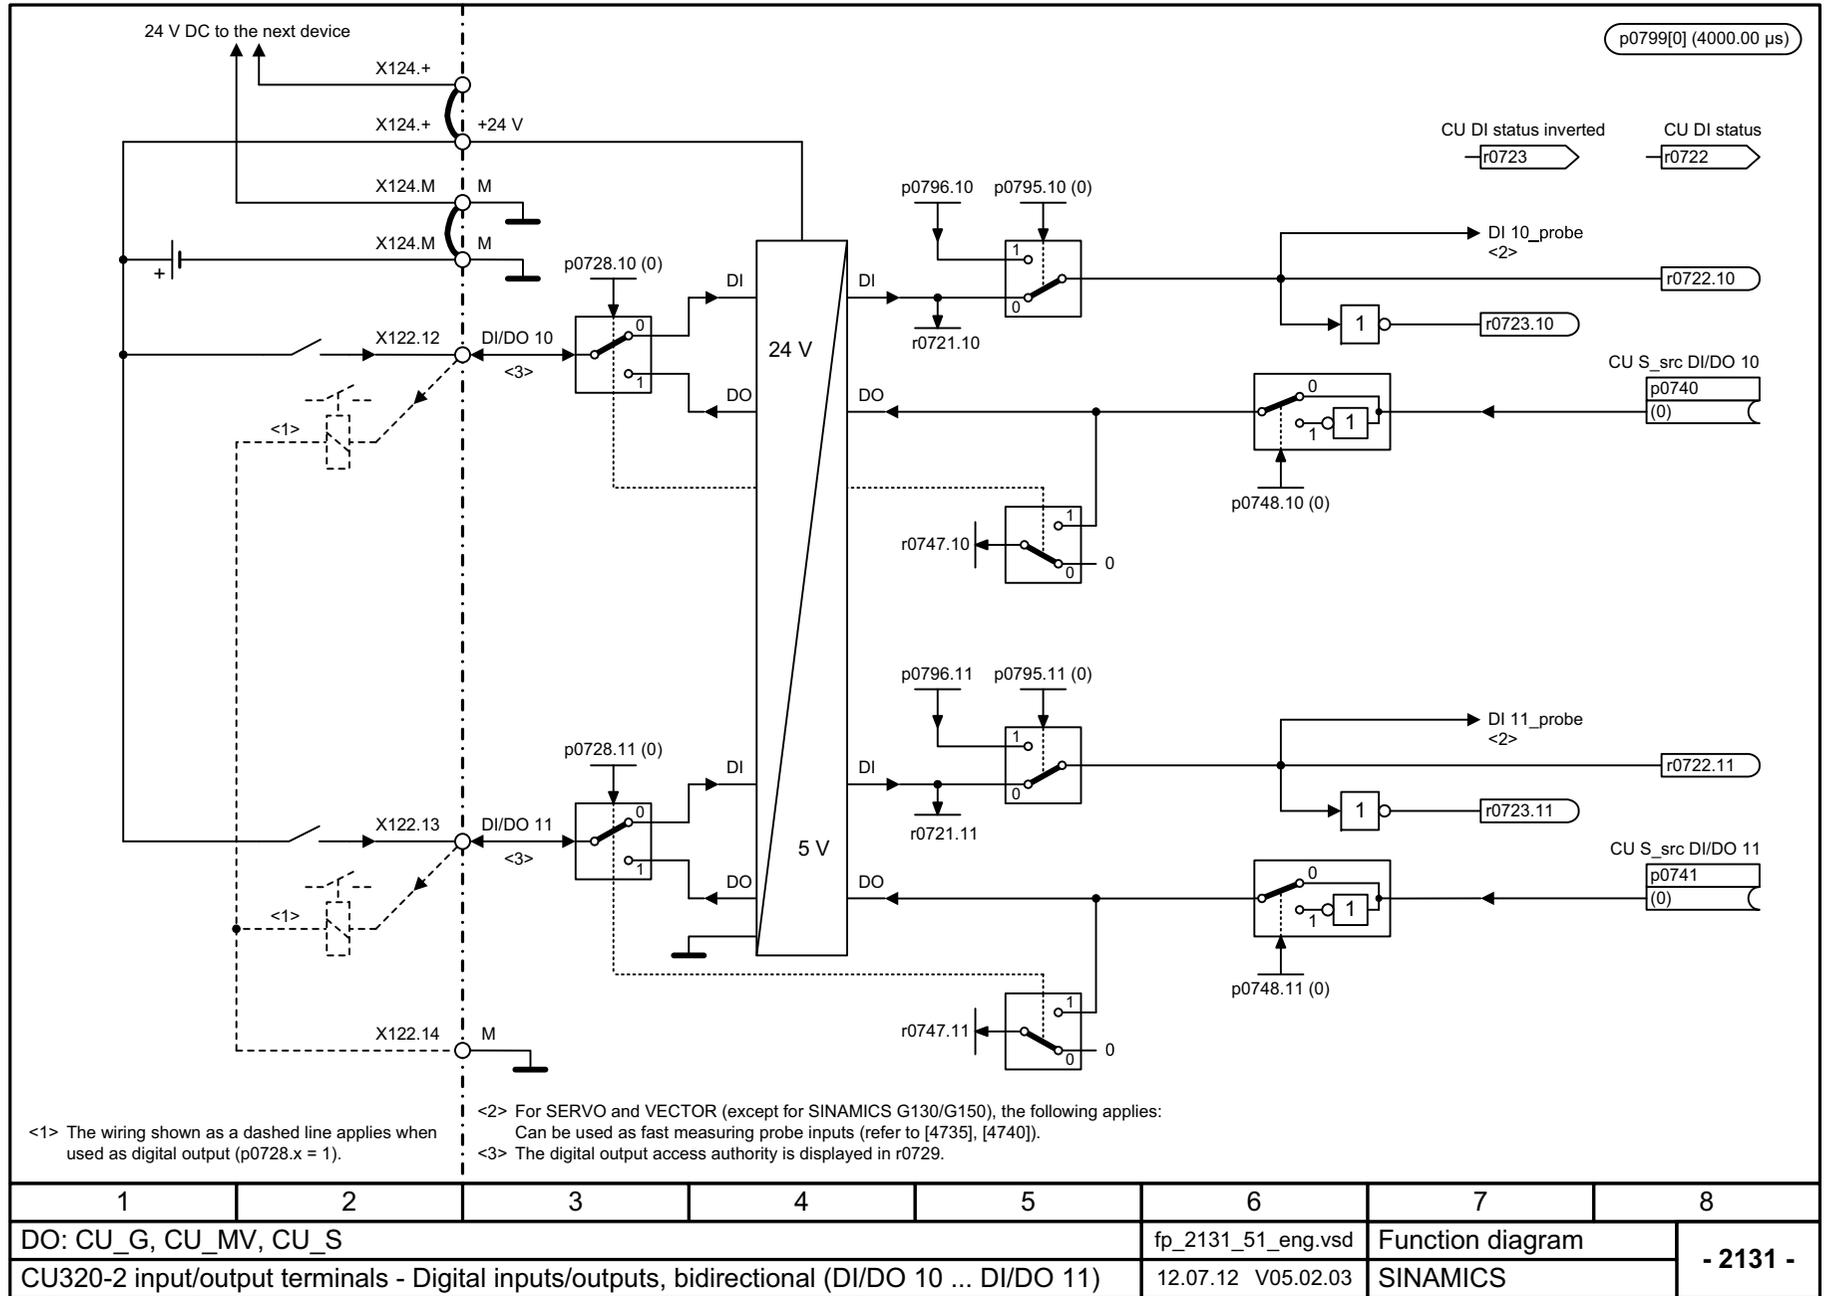 24 V DC to the next device
p0799[0] (4000.00 µs)
X124.+
X124.+ +24 V
CU DI status inverted CU DI status
r0723 r0722
X124.M M
p0796.10 p0795.10 (0)
X124.M M
DI 10_probe
<2>
+
p0728.10 (0)
1
DI DI
r0722.10
0
0
X122.12 DI/DO 10
<3>
r0721.10
1
r0723.10
24 V
1
CU S_src DI/DO 10
p0740
(0)
DO DO
0
1
1
<1>
p0748.10 (0)
1
r0747.10
0
0
p0796.11 p0795.11 (0)
DI 11_probe
<2>
p0728.11 (0)
1
DI DI
r0722.11
0
0
X122.13 DI/DO 11
<3>
r0721.11
1
r0723.11
5 V
1
CU S_src DI/DO 11
p0741
(0)
DO DO
0
1
1
<1>
p0748.11 (0)
1
r0747.11
0
0
X122.14 M
<1> The wiring shown as a dashed line applies when
used as digital output (p0728.x = 1).
<2> For SERVO and VECTOR (except for SINAMICS G130/G150), the following applies:
Can be used as fast measuring probe inputs (refer to [4735], [4740]).
<3> The digital output access authority is displayed in r0729.
1 2 3 4 5 6 7 8
DO: CU_G, CU_MV, CU_S
fp_2131_51_eng.vsd
Function diagram
- 2131 -
CU320-2 input/output terminals - Digital inputs/outputs, bidirectional (DI/DO 10 ... DI/DO 11)
12.07.12 V05.02.03
SINAMICS